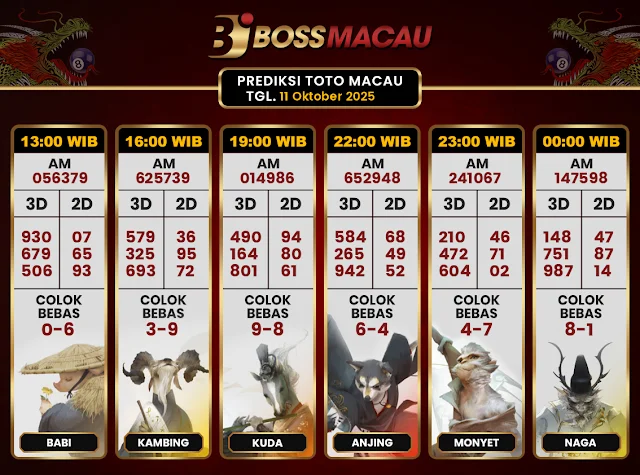 BJ BOSSMACAU
PREDIKSI TOTO MACAU
TGL. 11 Oktober 2025
13:00 WIB
AM
056379
3D 2D
930 07
679 65
506 93
COLOK
BEBAS
0-6
BABI
16:00 WIB
AM
625739
3D 2D
579 36
325 95
693 72
COLOK
BEBAS
3-9
KAMBING
19:00 WIB
AM
014986
3D 2D
490 94
164 80
801 61
COLOK
BEBAS
9-8
KUDA
22:00 WIB
AM
652948
3D 2D
584 68
265 49
942 52
COLOK
BEBAS
6-4
ANJING
23:00 WIB
AM
241067
3D 2D
210 46
472 71
604 02
COLOK
BEBAS
4-7
MONYET
00:00 WIB
AM
147598
3D 2D
148 47
751 87
987 14
COLOK
BEBAS
8-1
NAGA
8
8